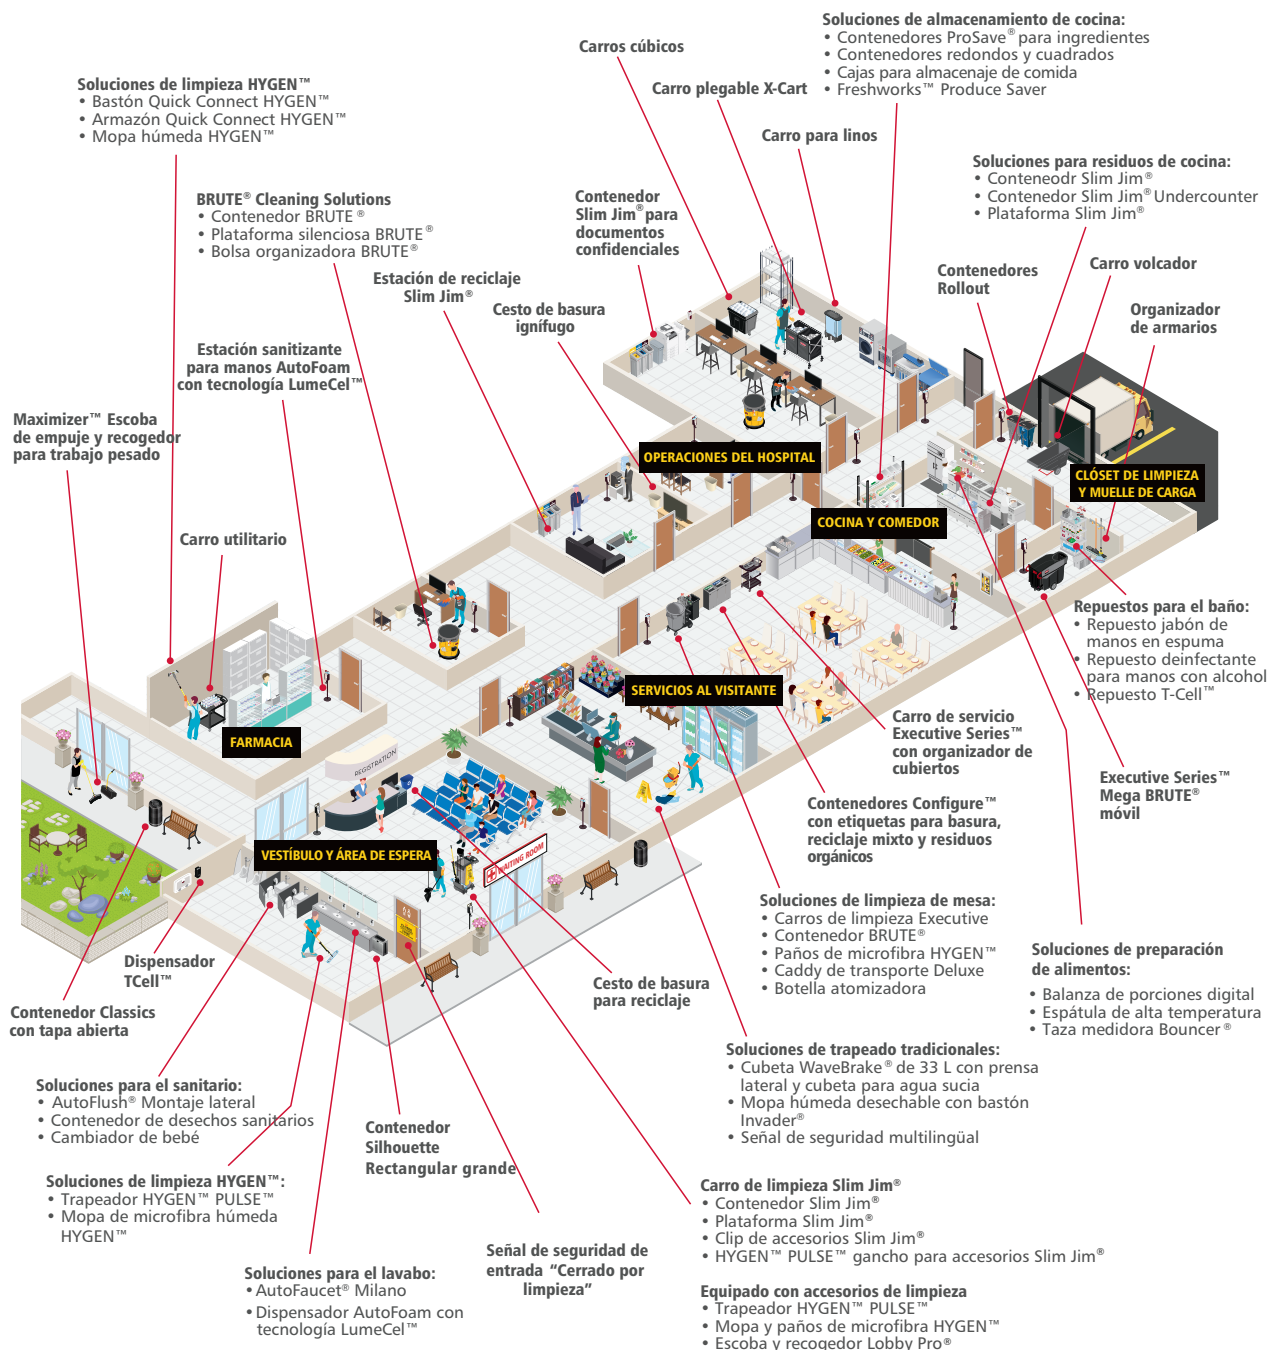 Soluciones de almacenamiento de cocina:
• Contenedores ProSave® para ingredientes
• Contenedores redondos y cuadrados
• Cajas para almacenaje de comida
• Freshworks™ Produce Saver
Carros cúbicos
Carro plegable X-Cart
Carro para linos
Soluciones de limpieza HYGEN™
• Bastón Quick Connect HYGEN™
• Armazón Quick Connect HYGEN™
• Mopa húmeda HYGEN™
Soluciones para residuos de cocina:
• Conteneodr Slim Jim®
• Contenedor Slim Jim® Undercounter
• Plataforma Slim Jim®
BRUTE® Cleaning Solutions
• Contenedor BRUTE®
• Plataforma silenciosa BRUTE®
• Bolsa organizadora BRUTE®
Contenedor
Slim Jim® para
documentos
confidenciales
Estación de reciclaje
Slim Jim®
Cesto de basura
ignífugo
Contenedores
Rollout
Carro volcador
Organizador
de armarios
Estación sanitizante
para manos AutoFoam
con tecnología LumeCel™
Maximizer™ Escoba
de empuje y recogedor
para trabajo pesado
OPERACIONES DEL HOSPITAL
CLÓSET DE LIMPIEZA
Y MUELLE DE CARGA
COCINA Y COMEDOR
Carro utilitario
Repuestos para el baño:
• Repuesto jabón de
manos en espuma
• Repuesto deinfectante
para manos con alcohol
• Repuesto T-Cell™
SERVICIOS AL VISITANTE
FARMACIA
REGISTRATION
Carro de servicio
Executive Series™
con organizador de
cubiertos
Executive Series™
Mega BRUTE®
móvil
Contenedores Configure™
con etiquetas para basura,
reciclaje mixto y residuos
orgánicos
VESTÍBULO Y ÁREA DE ESPERA
WAITING ROOM
Soluciones de limpieza de mesa:
• Carros de limpieza Executive
• Contenedor BRUTE®
• Paños de microfibra HYGEN™
• Caddy de transporte Deluxe
• Botella atomizadora
Soluciones de preparación
de alimentos:
• Balanza de porciones digital
• Espátula de alta temperatura
• Taza medidora Bouncer®
Dispensador
TCell™
Cesto de basura
para reciclaje
Contenedor Classics
con tapa abierta
Soluciones de trapeado tradicionales:
• Cubeta WaveBrake® de 33 L con prensa
lateral y cubeta para agua sucia
• Mopa húmeda desechable con bastón
Invader®
• Señal de seguridad multilingüal
Soluciones para el sanitario:
• AutoFlush® Montaje lateral
• Contenedor de desechos sanitarios
• Cambiador de bebé
Contenedor
Silhouette
Rectangular grande
Soluciones de limpieza HYGEN™:
• Trapeador HYGEN™ PULSE™
• Mopa de microfibra húmeda
HYGEN™
Carro de limpieza Slim Jim®
• Contenedor Slim Jim®
• Plataforma Slim Jim®
• Clip de accesorios Slim Jim®
• HYGEN™ PULSE™ gancho para accesorios Slim Jim®
Señal de seguridad de
entrada “Cerrado por
limpieza”
Soluciones para el lavabo:
• AutoFaucet® Milano
• Dispensador AutoFoam con
tecnología LumeCel™
Equipado con accesorios de limpieza
• Trapeador HYGEN™ PULSE™
• Mopa y paños de microfibra HYGEN™
• Escoba y recogedor Lobby Pro®